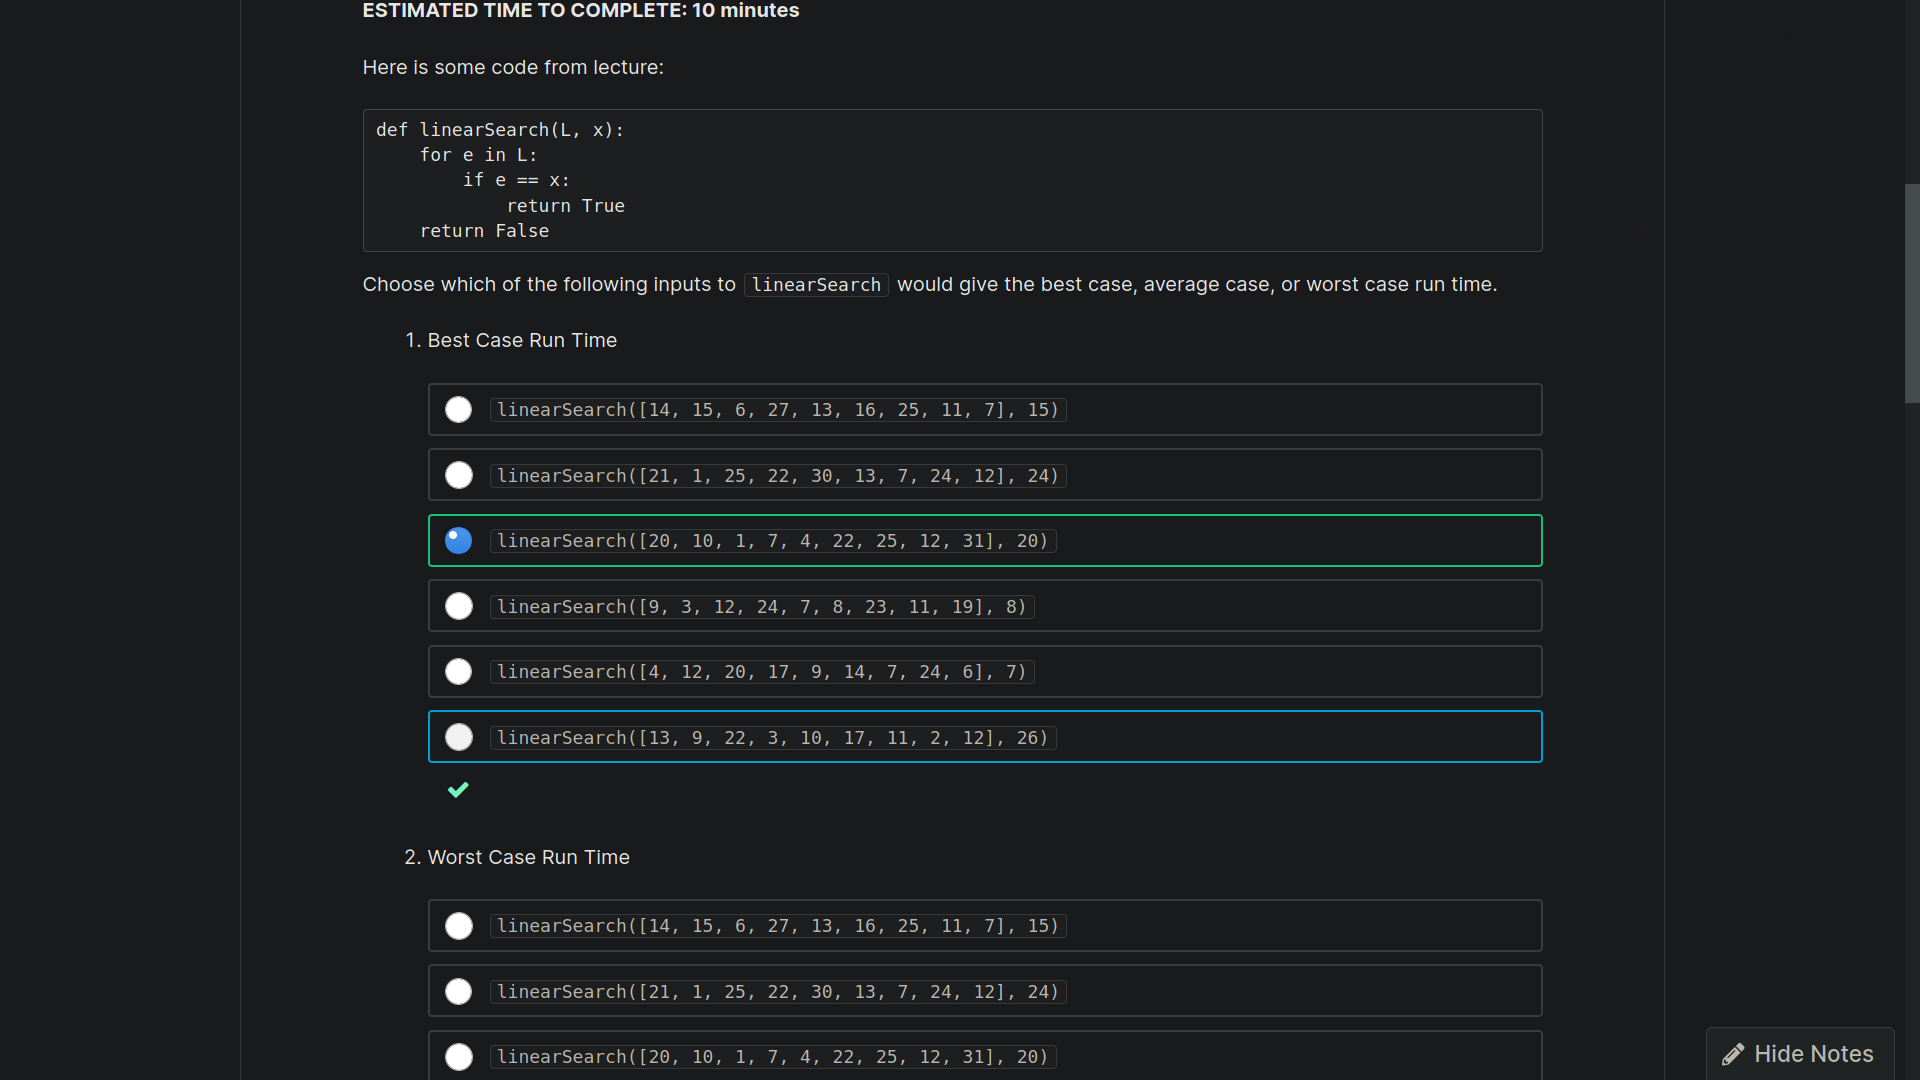 ESTIMATED TIME TO COMPLETE: 10 minutes
Here is some code from lecture:
def linearSearch(L, x):
    for e in L:
        if e == x:
            return True
    return False
Choose which of the following inputs to linearSearch would give the best case, average case, or worst case run time.
1. Best Case Run Time
linearSearch([14, 15, 6, 27, 13, 16, 25, 11, 7], 15)
linearSearch([21, 1, 25, 22, 30, 13, 7, 24, 12], 24)
linearSearch([20, 10, 1, 7, 4, 22, 25, 12, 31], 20)
linearSearch([9, 3, 12, 24, 7, 8, 23, 11, 19], 8)
linearSearch([4, 12, 20, 17, 9, 14, 7, 24, 6], 7)
linearSearch([13, 9, 22, 3, 10, 17, 11, 2, 12], 26)
2. Worst Case Run Time
linearSearch([14, 15, 6, 27, 13, 16, 25, 11, 7], 15)
linearSearch([21, 1, 25, 22, 30, 13, 7, 24, 12], 24)
linearSearch([20, 10, 1, 7, 4, 22, 25, 12, 31], 20)
Hide Notes